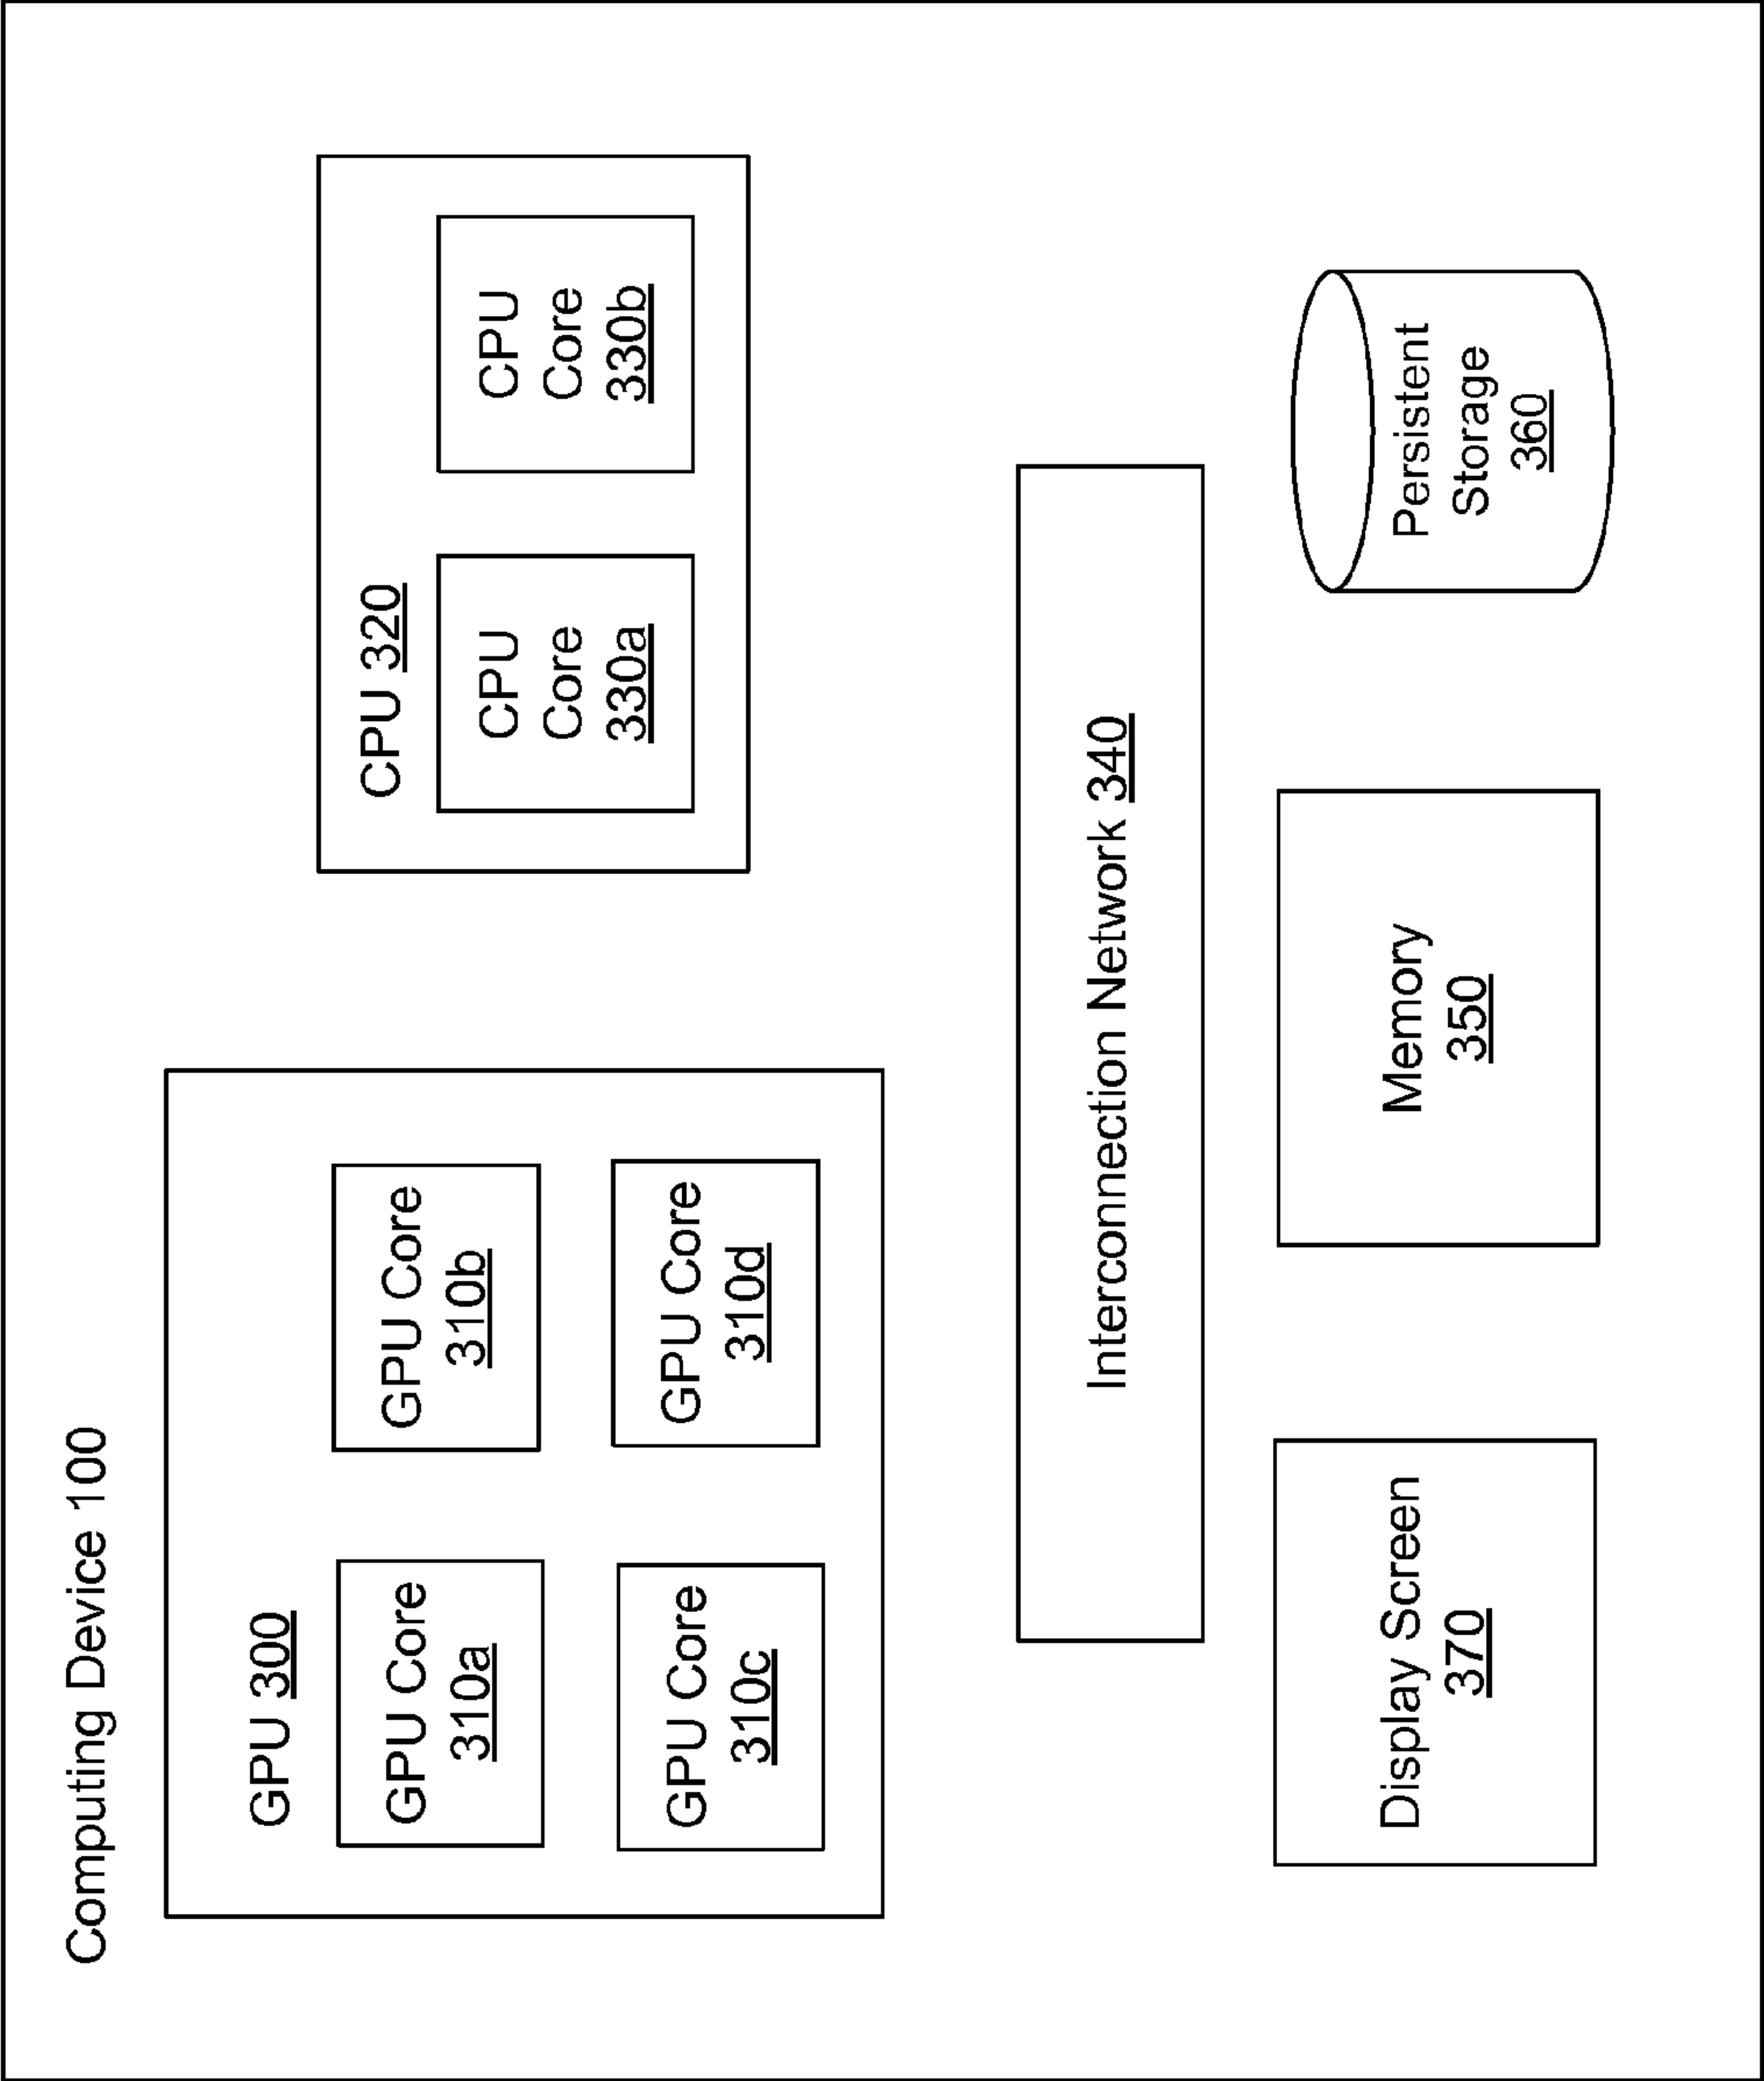 Computing Device 100
GPU 300
GPU Core
310a
GPU Core
310b
GPU Core
310c
GPU Core
310d
CPU 320
CPU
Core
330a
CPU
Core
330b
Interconnection Network 340
Display Screen
370
Memory
350
Persistent
Storage
360